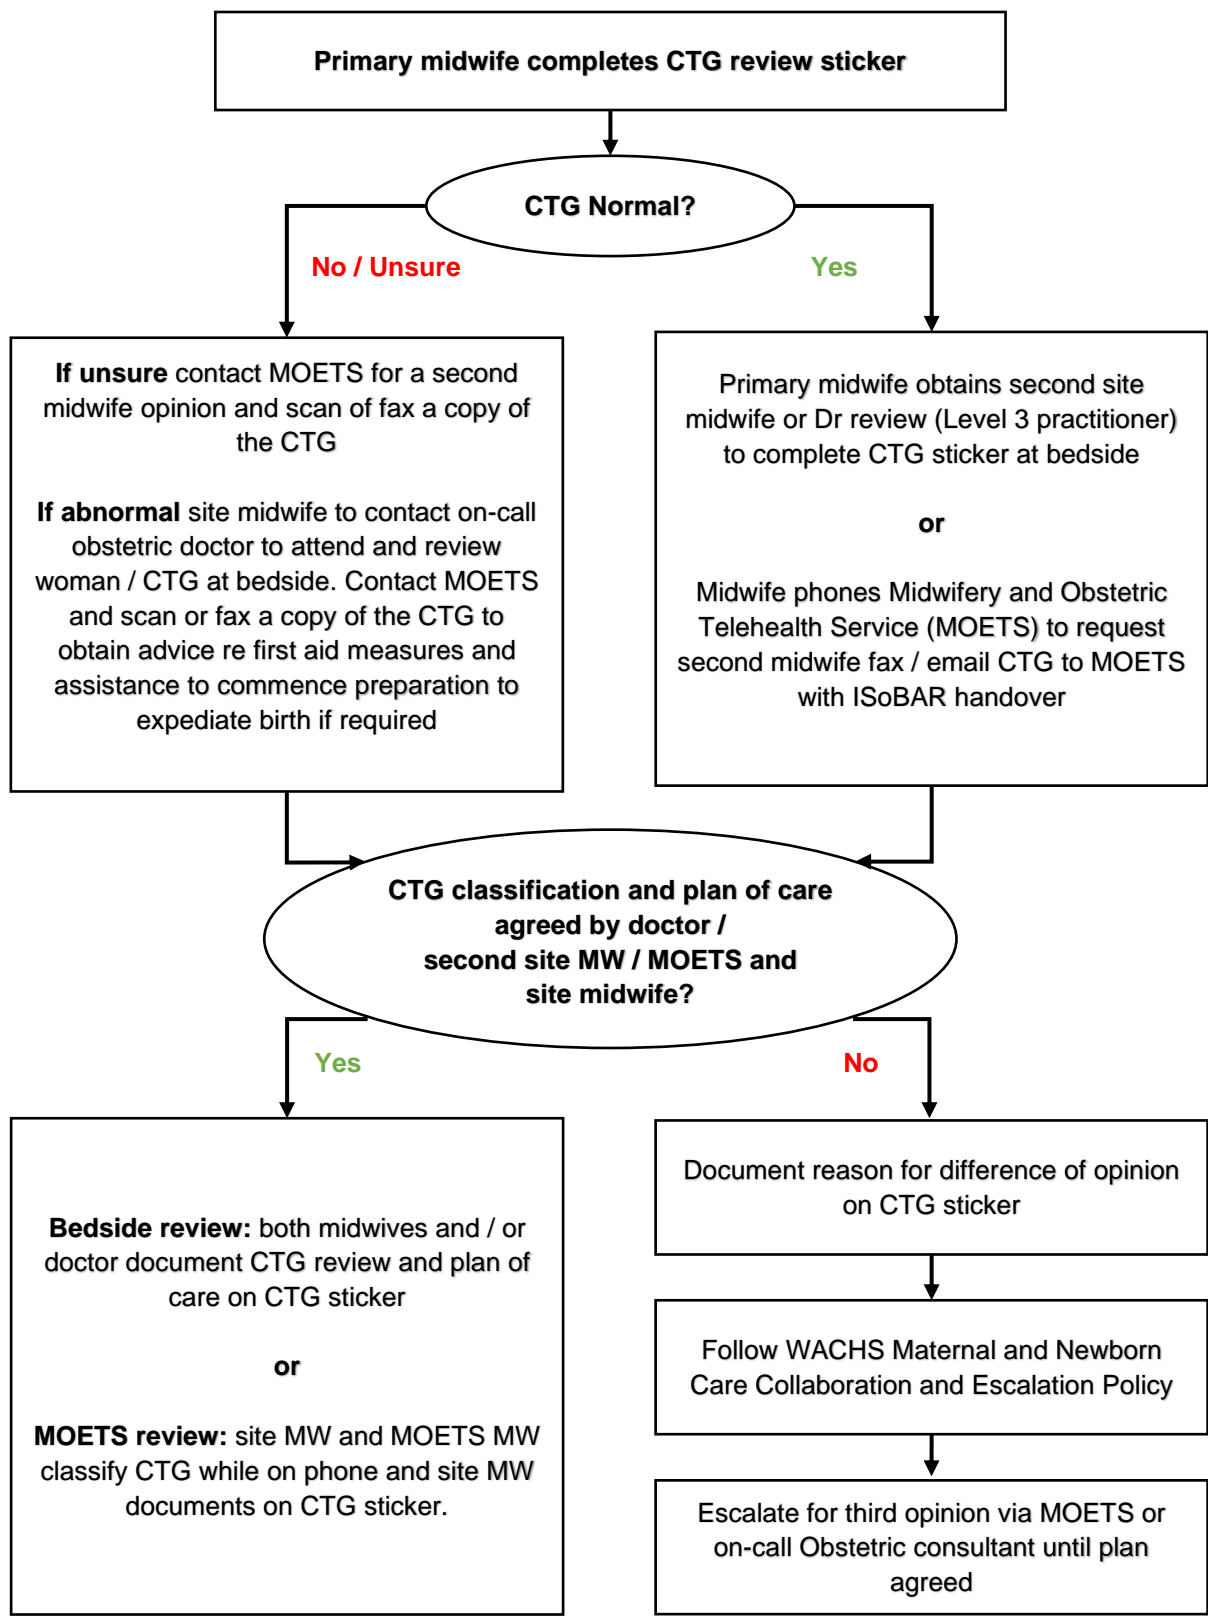 Primary midwife completes CTG review sticker
CTG Normal?
No / Unsure
Yes
If unsure contact MOETS for a second
midwife opinion and scan of fax a copy of
the CTG
If abnormal site midwife to contact on-call
obstetric doctor to attend and review
woman / CTG at bedside. Contact MOETS
and scan or fax a copy of the CTG to
obtain advice re first aid measures and
assistance to commence preparation to
expediate birth if required
Primary midwife obtains second site
midwife or Dr review (Level 3 practitioner)
to complete CTG sticker at bedside
or
Midwife phones Midwifery and Obstetric
Telehealth Service (MOETS) to request
second midwife fax / email CTG to MOETS
with ISoBAR handover
CTG classification and plan of care
agreed by doctor /
second site MW / MOETS and
site midwife?
Yes
No
Bedside review: both midwives and / or
doctor document CTG review and plan of
care on CTG sticker
or
MOETS review: site MW and MOETS MW
classify CTG while on phone and site MW
documents on CTG sticker.
Document reason for difference of opinion
on CTG sticker
Follow WACHS Maternal and Newborn
Care Collaboration and Escalation Policy
Escalate for third opinion via MOETS or
on-call Obstetric consultant until plan
agreed